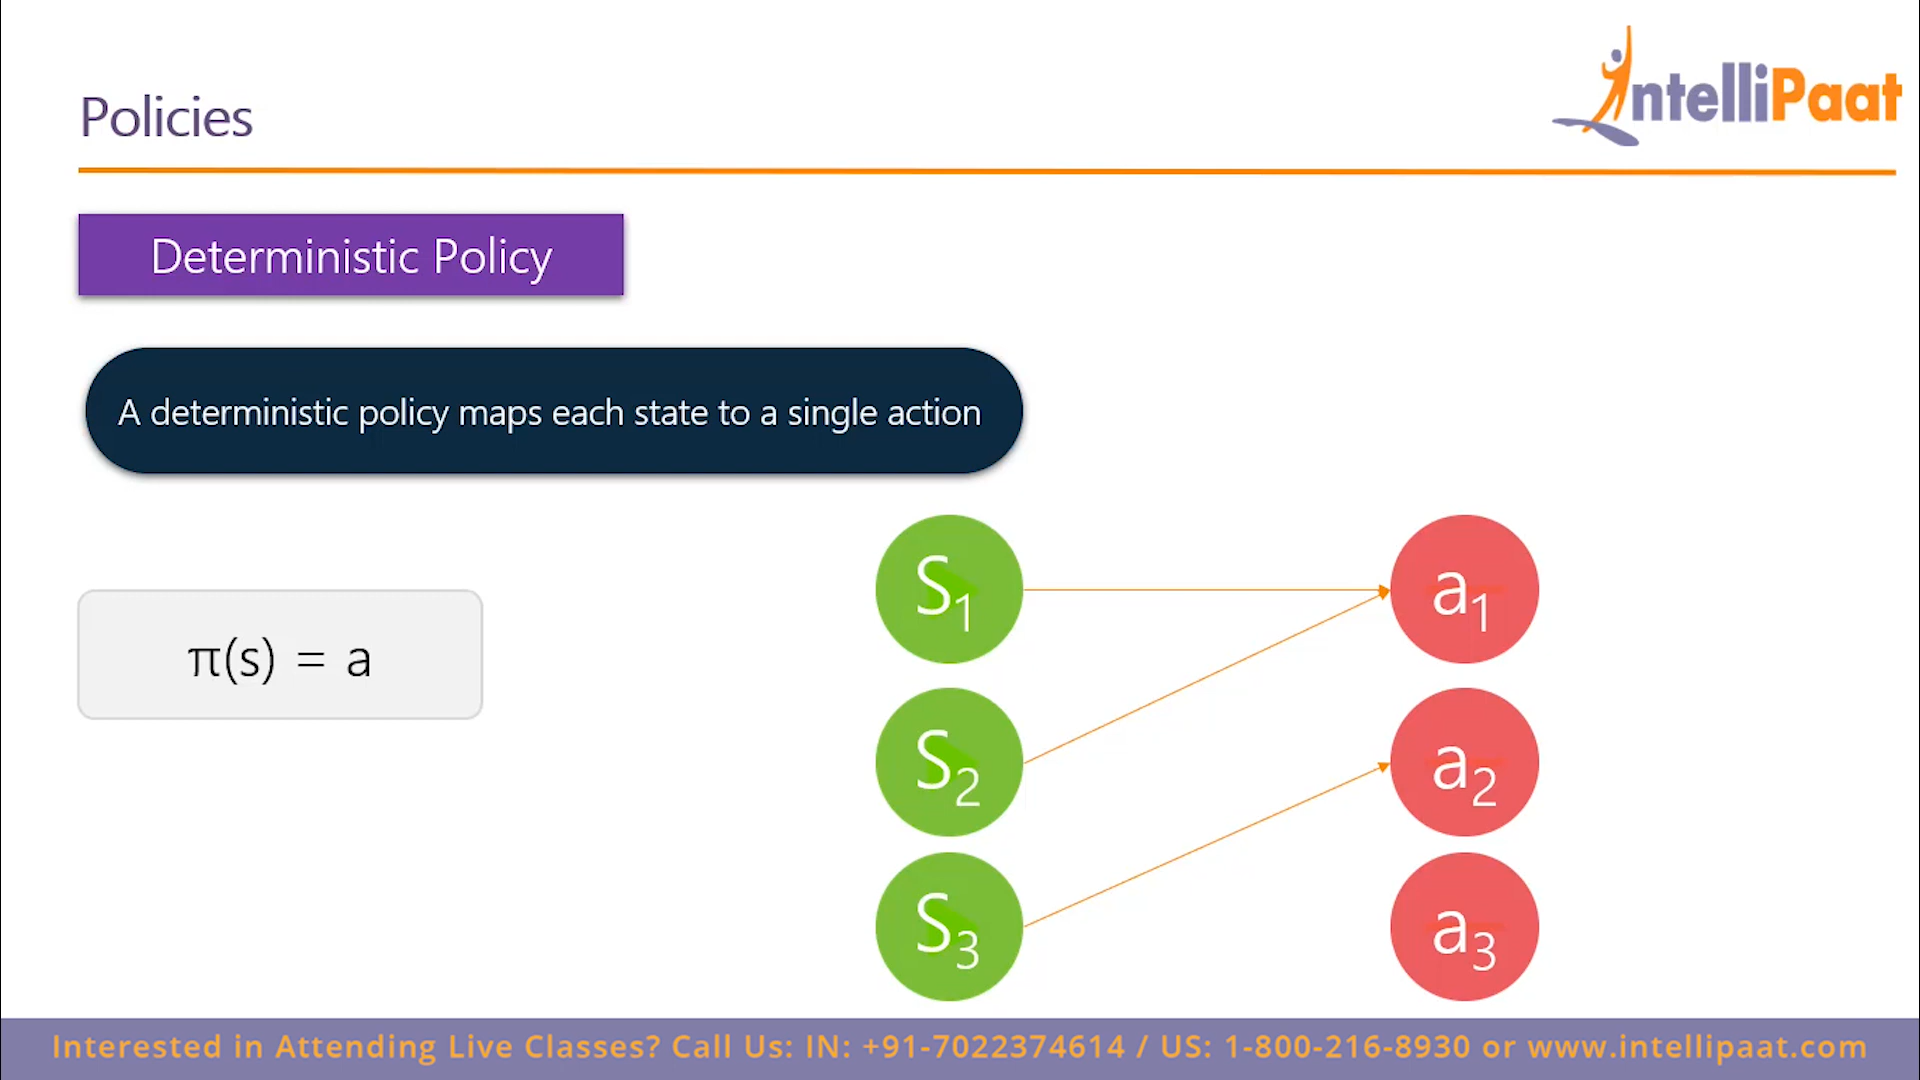 IntelliPaat
Policies
Deterministic Policy
A deterministic policy maps each state to a single action
π(s) = a
S1
a1
S2
a2
S3
a3
Interested in Attending Live Classes? Call Us: IN: +91-7022374614 / US: 1-800-216-8930 or www.intellipaat.com